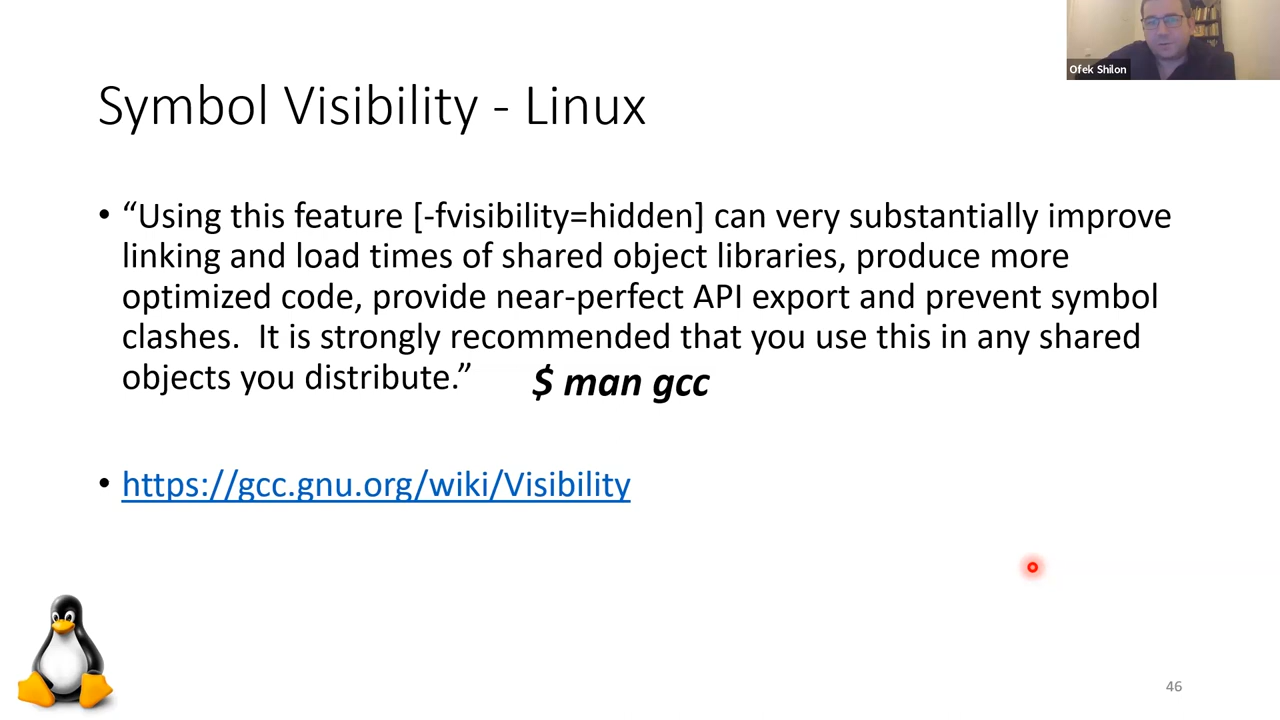 Ofek Shilon
Symbol Visibility - Linux
• “Using this feature [-fvisibility=hidden] can very substantially improve
linking and load times of shared object libraries, produce more
optimized code, provide near-perfect API export and prevent symbol
clashes.  It is strongly recommended that you use this in any shared
objects you distribute.” $ man gcc
• https://gcc.gnu.org/wiki/Visibility
46